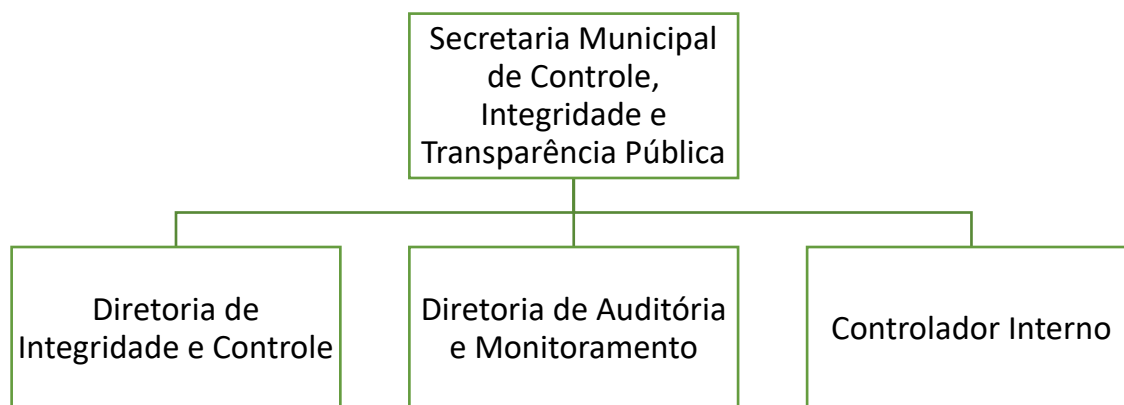 Secretaria Municipal
de Controle,
Integridade e
Transparência Pública
Diretoria de
Integridade e Controle
Diretoria de Auditória
e Monitoramento
Controlador Interno